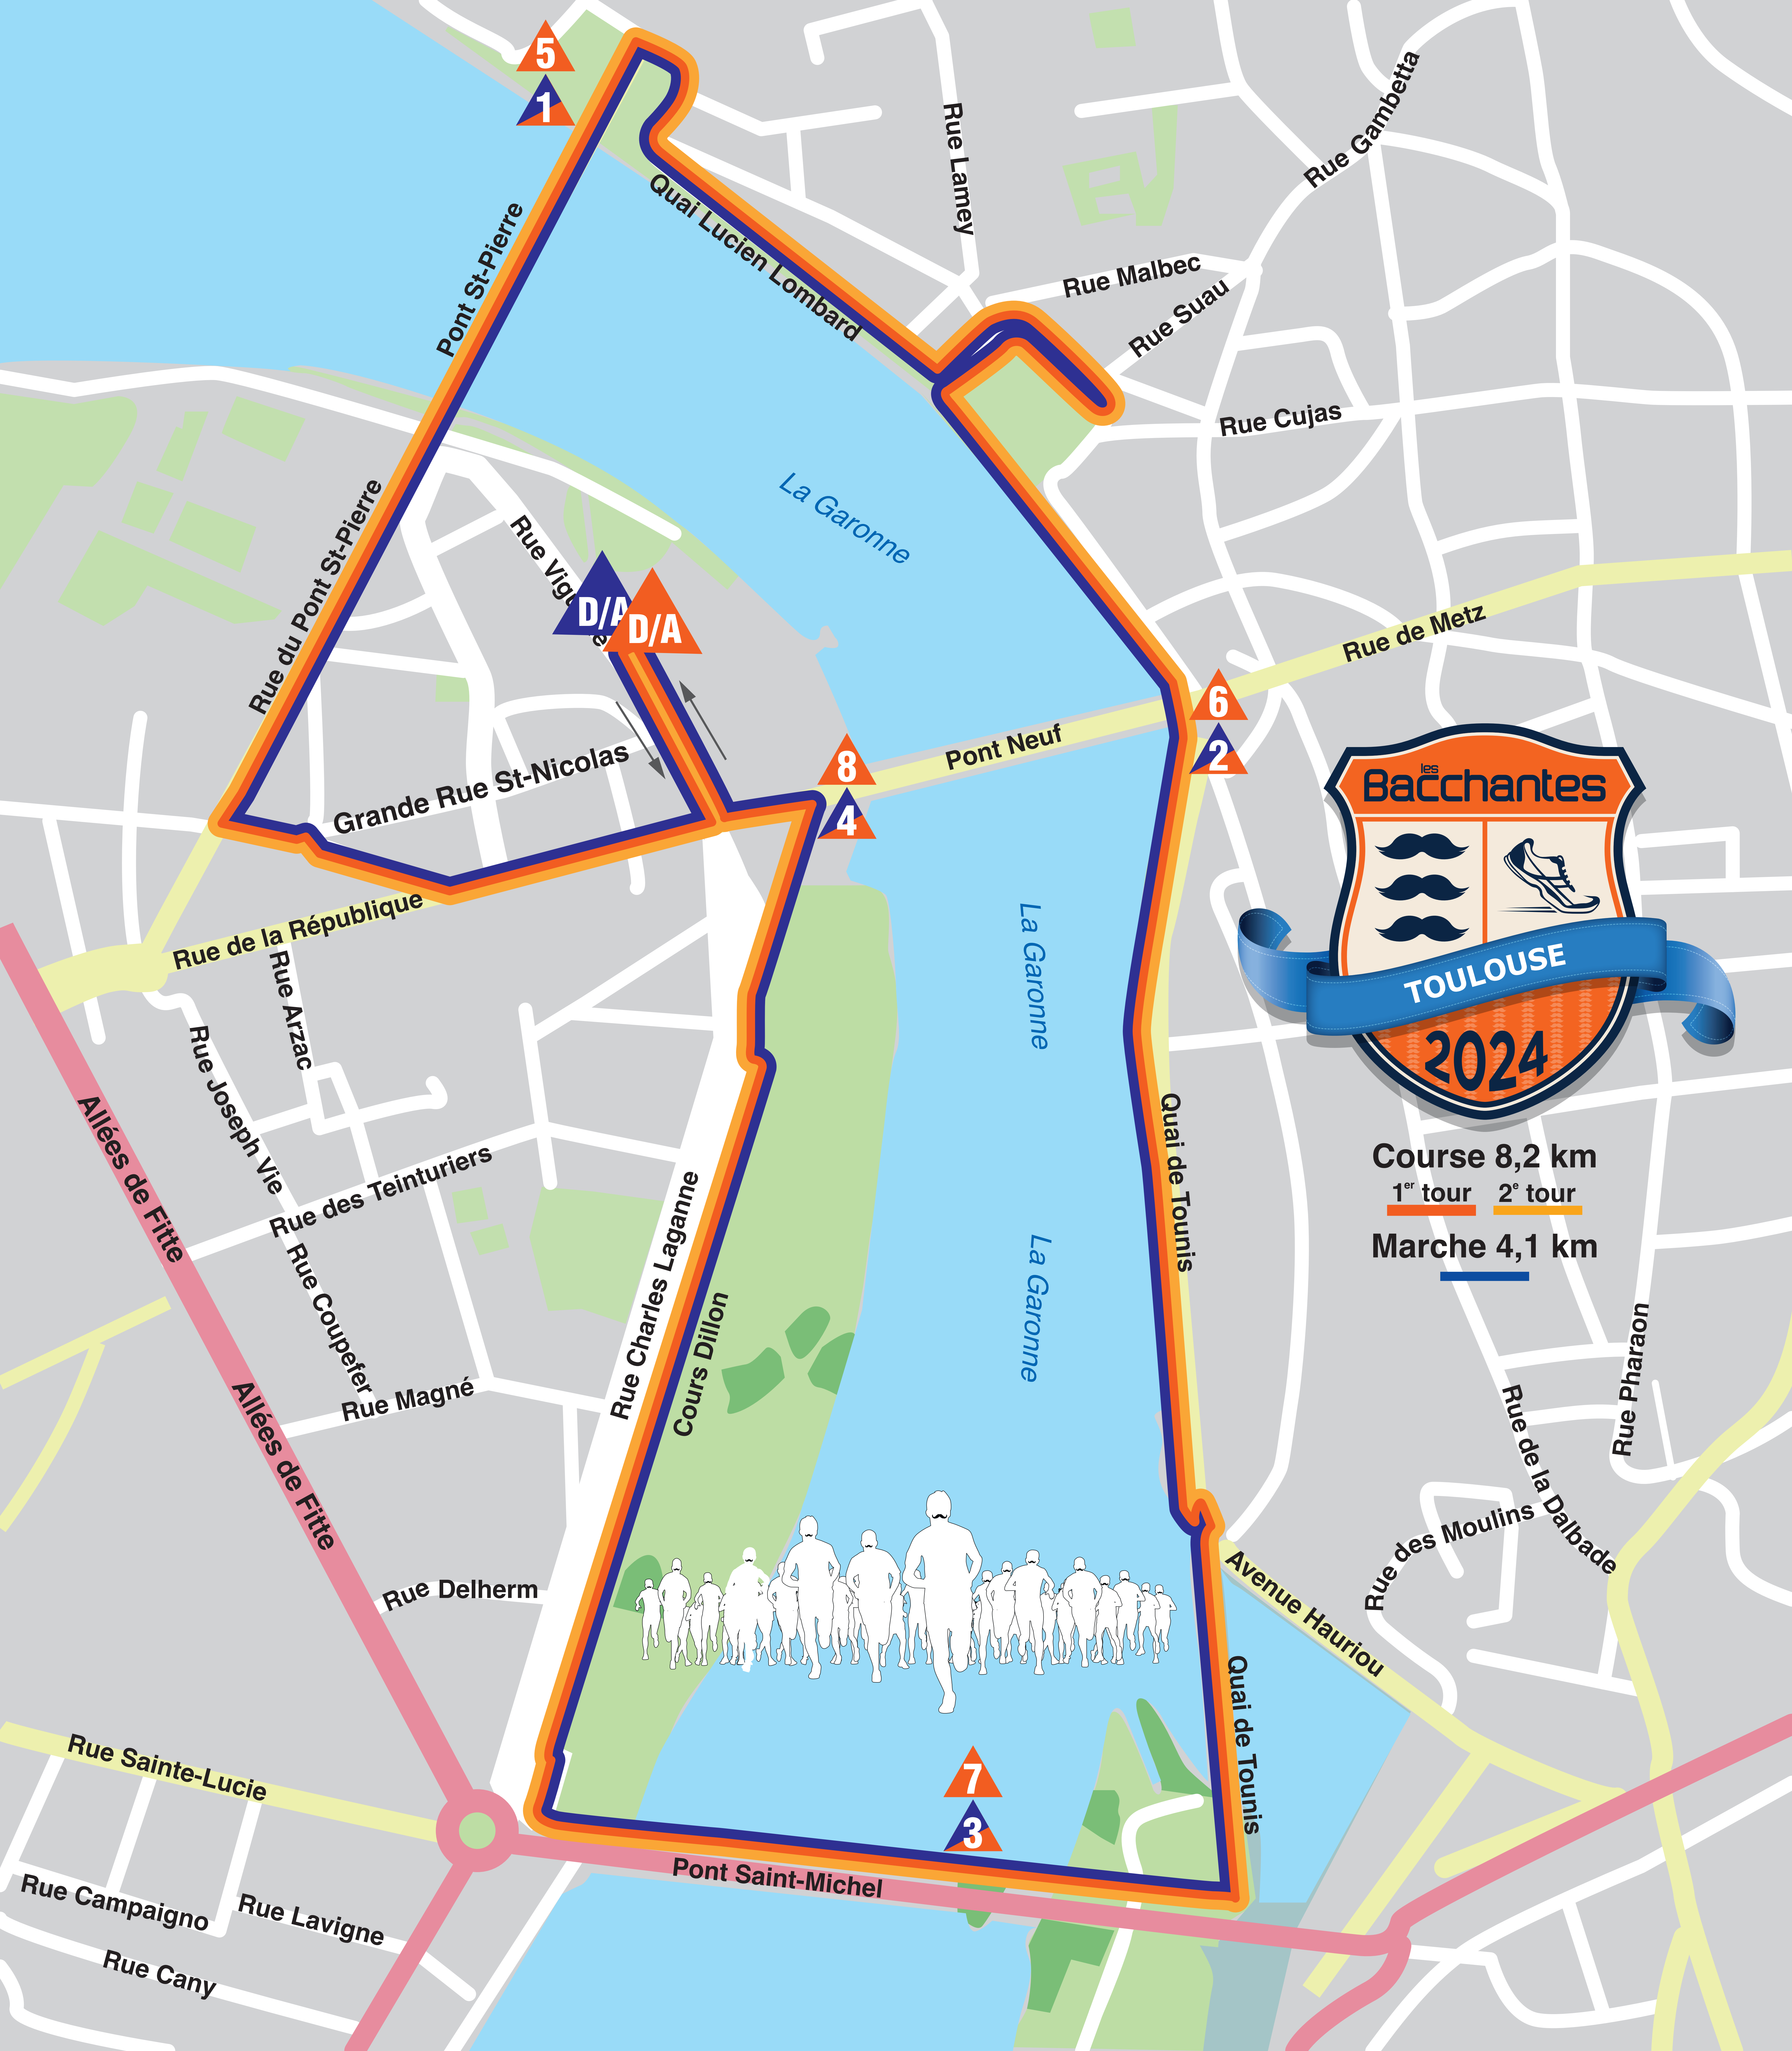 5
1
Rue Lamey
Rue Gambetta
Quai Lucien Lombard
Pont St-Pierre
Rue Malbec
Rue Suau
Rue Cujas
La Garonne
Rue du Pont St-Pierre
D/A
D/A
Rue de Metz
6
2
Pont Neuf
8
4
Grande Rue St-Nicolas
Rue de la République
Rue Arzac
Rue Joseph Vie
les
Bacchantes
TOULOUSE
2024
La Garonne
Allées de Fitte
Quai de Tounis
Course 8,2 km
1er tour 2e tour
Marche 4,1 km
Rue des Teinturiers
Rue Charles Laganne
La Garonne
Rue Coupefer
Cours Dillon
Rue Magné
Rue Pharaon
Allées de Fitte
Rue de la Dalbade
Rue des Moulins
Rue Delherm
Avenue Hauriou
Quai de Tounis
Rue Sainte-Lucie
7
3
Pont Saint-Michel
Rue Campaigno
Rue Lavigne
Rue Cany